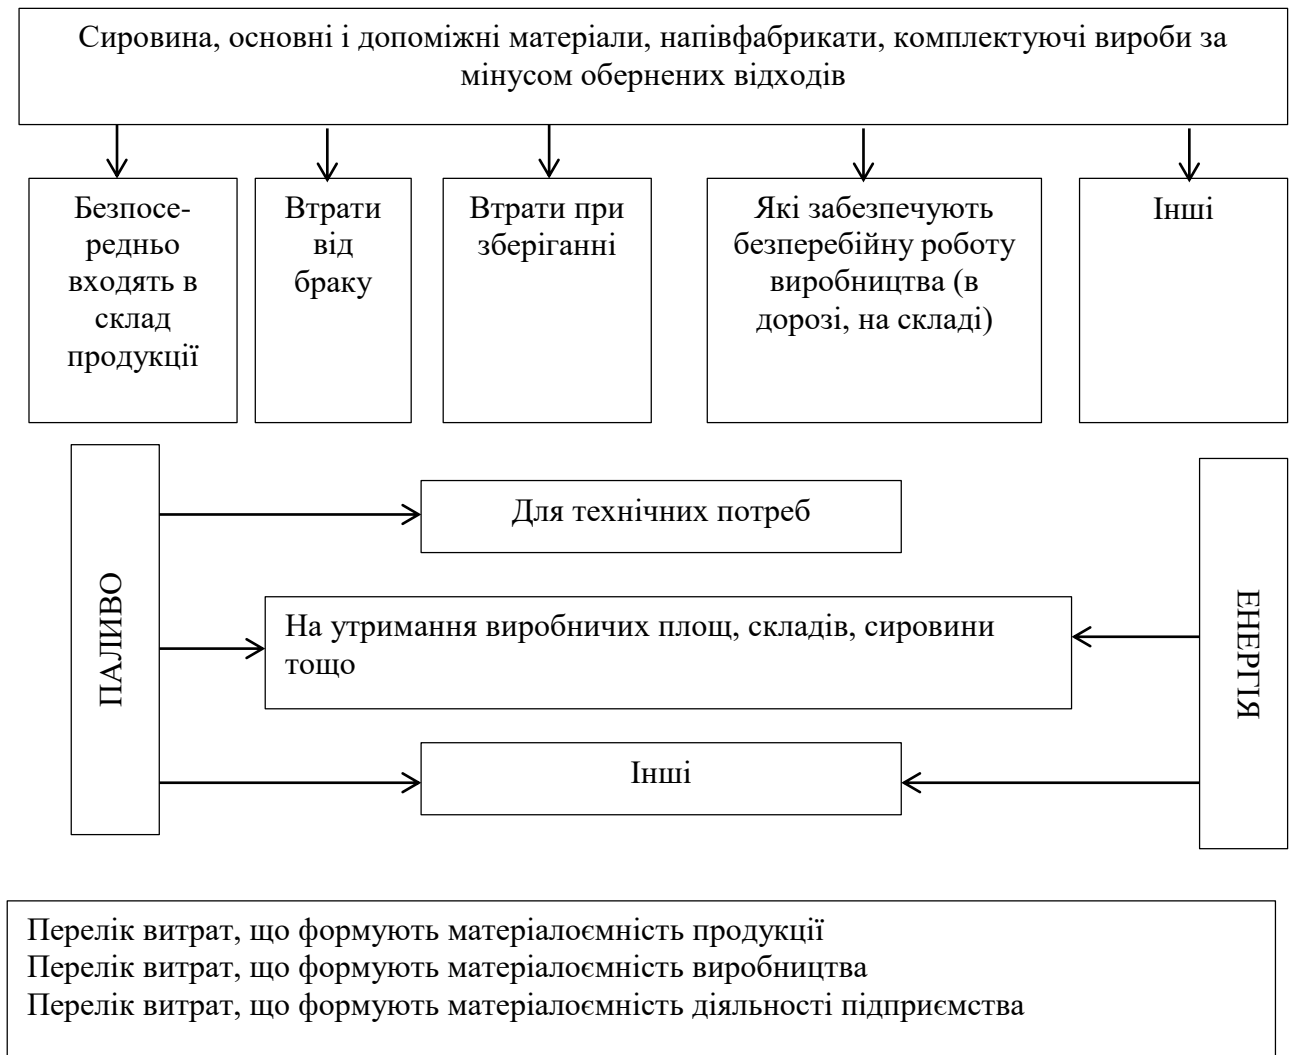 Сировина, основні і допоміжні матеріали, напівфабрикати, комплектуючі вироби за
мінусом обернених відходів
Безпосе-
редньо
входять в
склад
продукції
Втрати
від
браку
Втрати при
зберіганні
Які забезпечують
безперебійну роботу
виробництва (в
дорозі, на складі)
Інші
ПАЛИВО
Для технічних потреб
На утримання виробничих площ, складів, сировини
тощо
Інші
ЕНЕРГІЯ
Перелік витрат, що формують матеріалоємність продукції
Перелік витрат, що формують матеріалоємність виробництва
Перелік витрат, що формують матеріалоємність діяльності підприємства